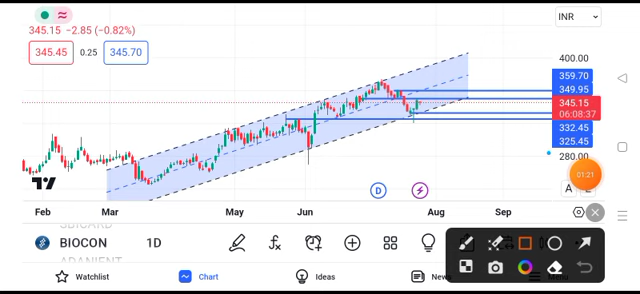 INR
345.15 −2.85 (−0.82%)
345.45 0.25 345.70
400.00
359.70
349.95
345.15
06:08:37
332.45
325.45
280.00
01:21
D
A
Feb Mar May Jun Aug Sep
BIOCON 1D
ADANIENT
Watchlist Chart Ideas News